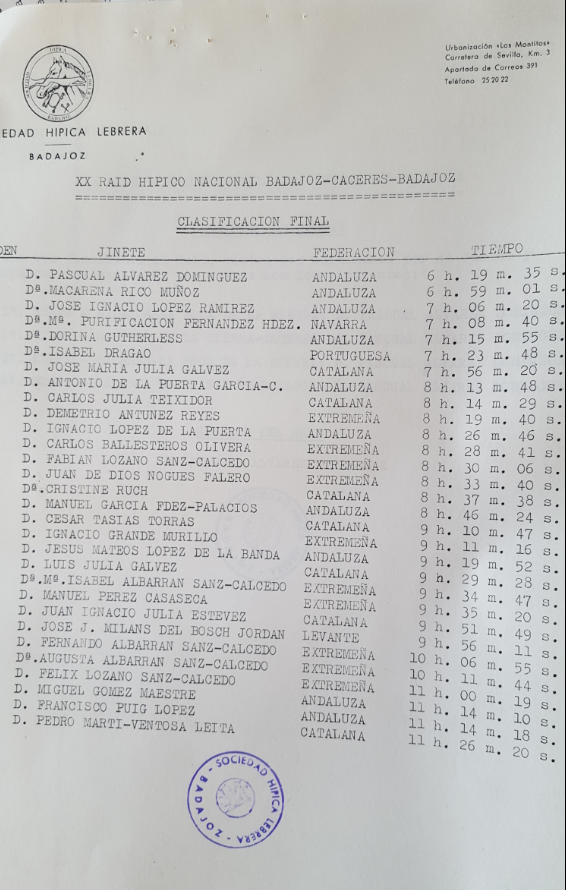 Urbanización «Los Montitos»
Carretera de Sevilla, Km. 3
Apartado de Correos 391
Teléfono 25 20 22
EDAD HIPICA LEBRERA
BADAJOZ
XX RAID HIPICO NACIONAL BADAJOZ-CACERES-BADAJOZ
CLASIFICACION FINAL
DEN JINETE FEDERACION TIEMPO
D. PASCUAL ALVAREZ DOMINGUEZ ANDALUZA 6 h. 19 m. 35 s.
Dª.MACARENA RICO MUÑOZ ANDALUZA 6 h. 59 m. 01 s.
D. JOSE IGNACIO LOPEZ RAMIREZ ANDALUZA 7 h. 06 m. 20 s.
Dª.Mª. PURIFICACION FERNANDEZ HDEZ. NAVARRA 7 h. 08 m. 40 s.
Dª.DORINA GUTHERLESS ANDALUZA 7 h. 15 m. 55 s.
Dª.ISABEL DRAGAO PORTUGUESA 7 h. 23 m. 48 s.
D. JOSE MARIA JULIA GALVEZ CATALANA 7 h. 56 m. 20 s.
D. ANTONIO DE LA PUERTA GARCIA-C. ANDALUZA 8 h. 13 m. 48 s.
D. CARLOS JULIA TEIXIDOR CATALANA 8 h. 14 m. 29 s.
D. DEMETRIO ANTUNEZ REYES EXTREMEÑA 8 h. 19 m. 40 s.
D. IGNACIO LOPEZ DE LA PUERTA ANDALUZA 8 h. 26 m. 46 s.
D. CARLOS BALLESTEROS OLIVERA EXTREMEÑA 8 h. 28 m. 41 s.
D. FABIAN LOZANO SANZ-CALCEDO EXTREMEÑA 8 h. 30 m. 06 s.
D. JUAN DE DIOS NOGUES FALERO EXTREMEÑA 8 h. 33 m. 40 s.
Dª.CRISTINE RUCH CATALANA 8 h. 37 m. 38 s.
D. MANUEL GARCIA FDEZ-PALACIOS ANDALUZA 8 h. 46 m. 24 s.
D. CESAR TASIAS TORRAS CATALANA 9 h. 10 m. 47 s.
D. IGNACIO GRANDE MURILLO EXTREMEÑA 9 h. 11 m. 16 s.
D. JESUS MATEOS LOPEZ DE LA BANDA ANDALUZA 9 h. 19 m. 52 s.
D. LUIS JULIA GALVEZ CATALANA 9 h. 29 m. 28 s.
Dª.Mª.ISABEL ALBARRAN SANZ-CALCEDO EXTREMEÑA 9 h. 34 m. 47 s.
D. MANUEL PEREZ CASASECA EXTREMEÑA 9 h. 35 m. 20 s.
D. JUAN IGNACIO JULIA ESTEVEZ CATALANA 9 h. 51 m. 49 s.
D. JOSE J. MILANS DEL BOSCH JORDAN LEVANTE 9 h. 56 m. 11 s.
D. FERNANDO ALBARRAN SANZ-CALCEDO EXTREMEÑA 10 h. 06 m. 55 s.
Dª.AUGUSTA ALBARRAN SANZ-CALCEDO EXTREMEÑA 10 h. 11 m. 44 s.
D. FELIX LOZANO SANZ-CALCEDO EXTREMEÑA 11 h. 00 m. 19 s.
D. MIGUEL GOMEZ MAESTRE ANDALUZA 11 h. 14 m. 10 s.
D. FRANCISCO PUIG LOPEZ ANDALUZA 11 h. 14 m. 18 s.
D. PEDRO MARTI-VENTOSA LEITA CATALANA 11 h. 26 m. 20 s.
SOCIEDAD HIPICA LEBRERA - BADAJOZ -